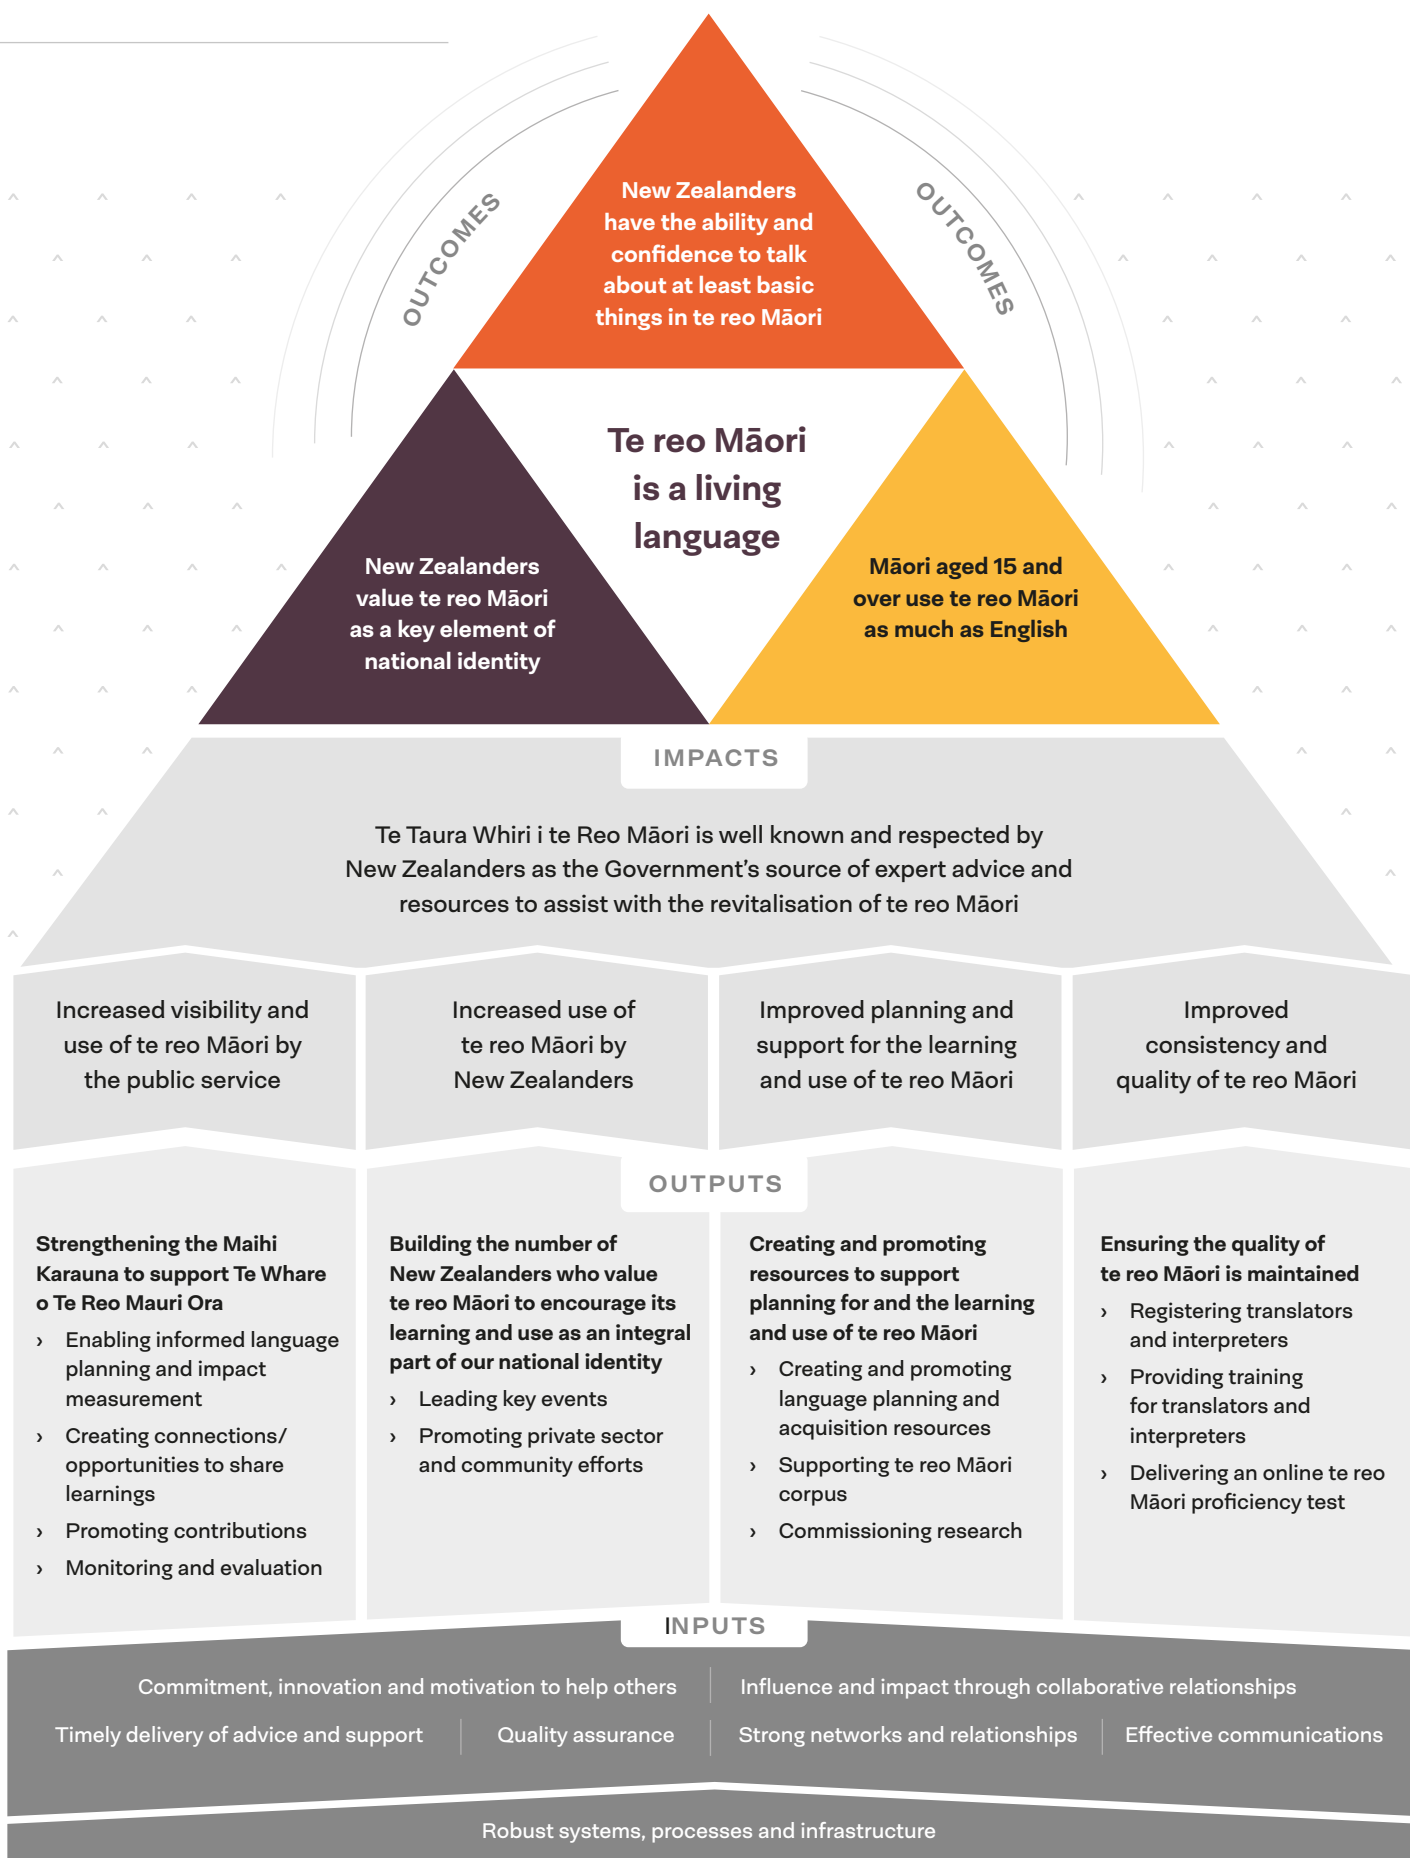 OUTCOMES
OUTCOMES
New Zealanders
have the ability and
confidence to talk
about at least basic
things in te reo Māori
Te reo Māori
is a living
language
New Zealanders
value te reo Māori
as a key element of
national identity
Māori aged 15 and
over use te reo Māori
as much as English
IMPACTS
Te Taura Whiri i te Reo Māori is well known and respected by
New Zealanders as the Government’s source of expert advice and
resources to assist with the revitalisation of te reo Māori
Increased visibility and
use of te reo Māori by
the public service
Increased use of
te reo Māori by
New Zealanders
Improved planning and
support for the learning
and use of te reo Māori
Improved
consistency and
quality of te reo Māori
OUTPUTS
Strengthening the Maihi
Karauna to support Te Whare
o Te Reo Mauri Ora
› Enabling informed language
planning and impact
measurement
› Creating connections/
opportunities to share
learnings
› Promoting contributions
› Monitoring and evaluation
Building the number of
New Zealanders who value
te reo Māori to encourage its
learning and use as an integral
part of our national identity
› Leading key events
› Promoting private sector
and community efforts
Creating and promoting
resources to support
planning for and the learning
and use of te reo Māori
› Creating and promoting
language planning and
acquisition resources
› Supporting te reo Māori
corpus
› Commissioning research
Ensuring the quality of
te reo Māori is maintained
› Registering translators
and interpreters
› Providing training
for translators and
interpreters
› Delivering an online te reo
Māori proficiency test
INPUTS
Commitment, innovation and motivation to help others
Influence and impact through collaborative relationships
Timely delivery of advice and support
Quality assurance
Strong networks and relationships
Effective communications
Robust systems, processes and infrastructure